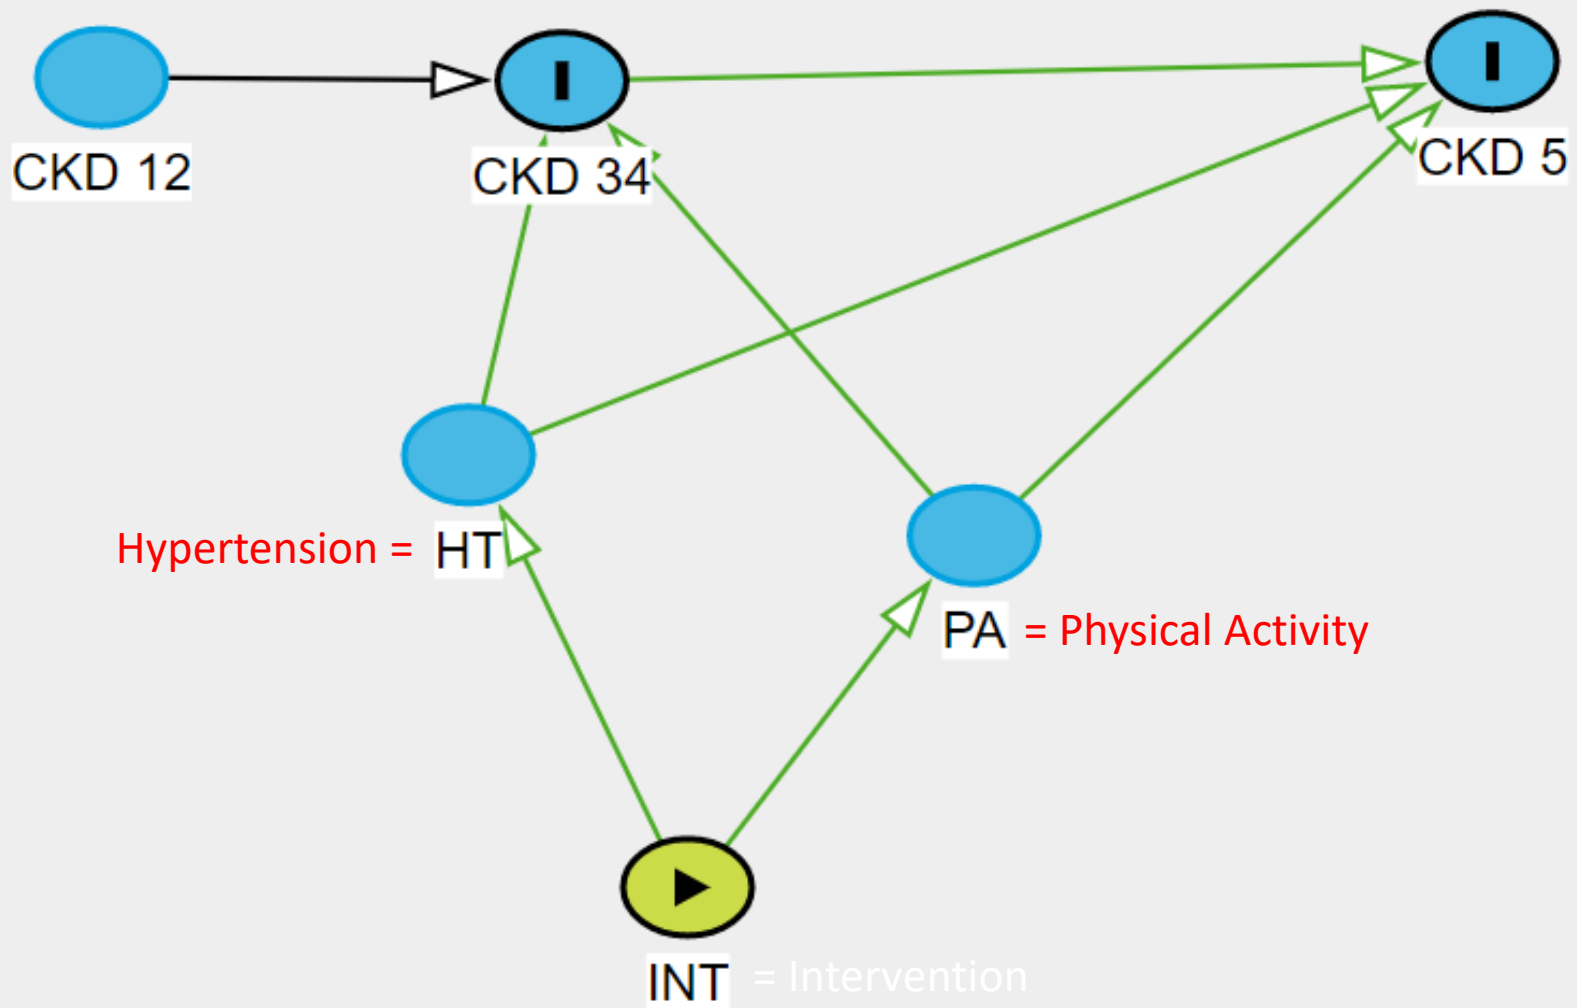 CKD 12
CKD 34
CKD 5
Hypertension = HT
PA = Physical Activity
INT = Intervention